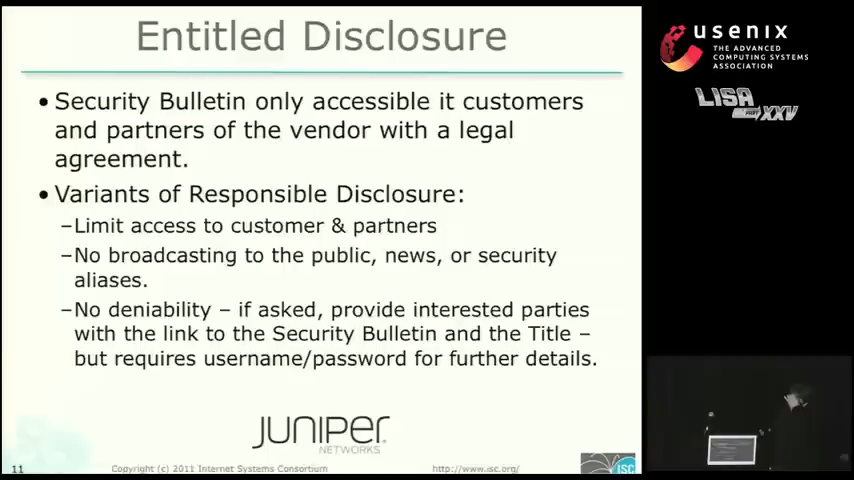 Entitled Disclosure
• Security Bulletin only accessible it customers
and partners of the vendor with a legal
agreement.
• Variants of Responsible Disclosure:
–Limit access to customer & partners
–No broadcasting to the public, news, or security
aliases.
–No deniability – if asked, provide interested parties
with the link to the Security Bulletin and the Title –
but requires username/password for further details.
JUNIPER
NETWORKS
11
Copyright (c) 2011 Internet Systems Consortium
http://www.isc.org/
isc
usenix
THE ADVANCED
COMPUTING SYSTEMS
ASSOCIATION
LISA
XXV